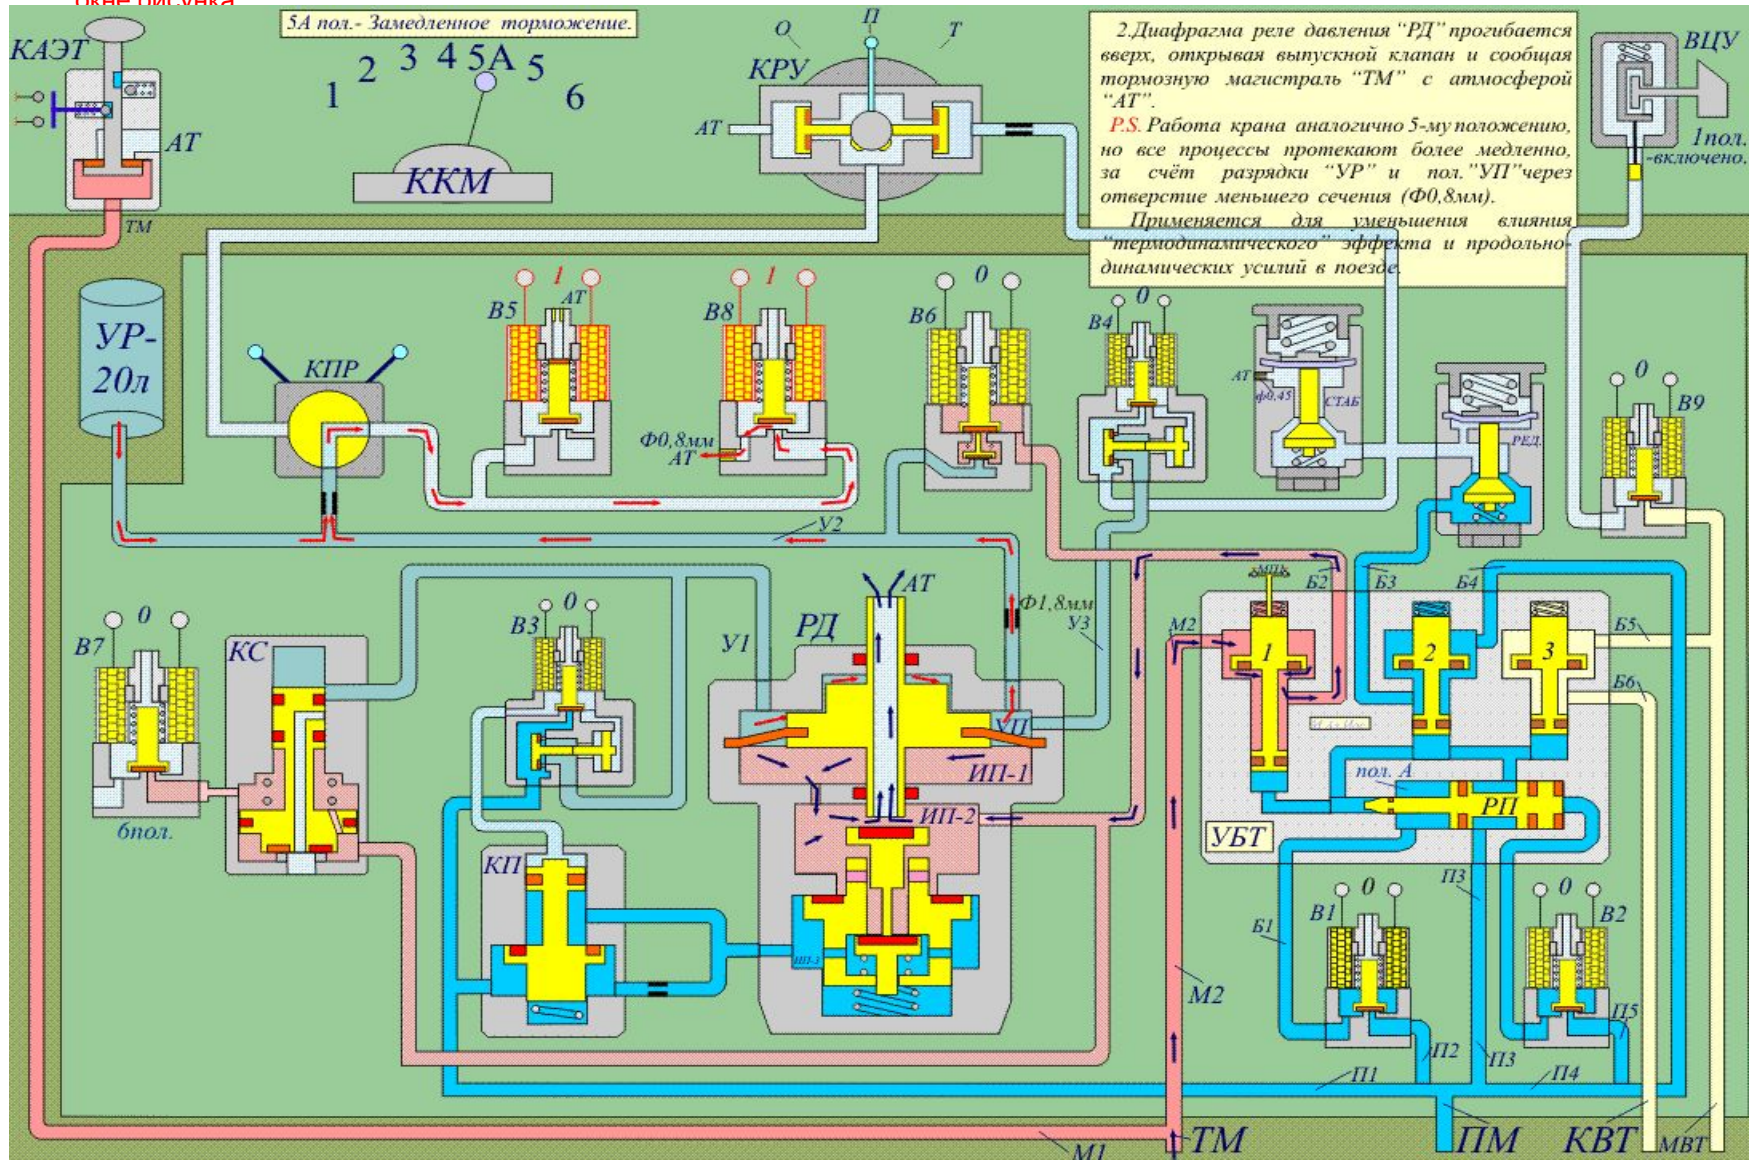 окне рисунка
КАЭТ
5А пол.- Замедленное торможение.
1
2
3
4
5А
5
6
ККМ
О
П
Т
КРУ
АТ
2.Диафрагма реле давления “РД” прогибается
вверх, открывая выпускной клапан и сообщая
тормозную магистраль “ТМ” с атмосферой
“АТ”.
P.S. Работа крана аналогично 5-му положению,
но все процессы протекают более медленно,
за счёт разрядки “УР” и пол.”УП”через
отверстие меньшего сечения (Ф0,8мм).
Применяется для уменьшения влияния
“термодинамического” эффекта и продольно-
динамических усилий в поезде.
ВЦУ
1пол.
-включено.
АТ
ТМ
УР-
20л
КПР
В5
1
АТ
В8
1
Ф0,8мм
АТ
В6
0
В4
0
АТ
ф0,45
СТАБ
РЕД.
0
В9
У2
В7
0
КС
6пол.
В3
0
У1
РД
АТ
Ф1,8мм
У3
УП
ИП-1
ИП-2
КП
М2
МПХ
Б2
Б3
Б4
Б5
Б6
1
2
3
пол. А
РП
УБТ
В1
0
0
В2
Б1
П3
М2
П2
П3
П5
П1
П4
М1
ТМ
ПМ
КВТ
МВТ